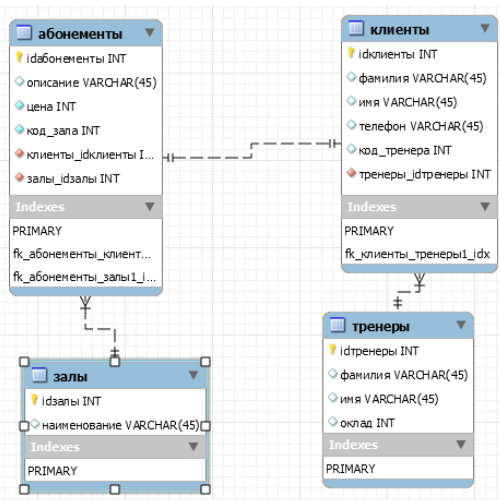 абонементы
idабонементы INT
описание VARCHAR(45)
цена INT
код_зала INT
клиенты_idклиенты I...
залы_idзалы INT
Indexes
PRIMARY
fk_абонементы_клиент...
fk_абонементы_залы1_i...
клиенты
idклиенты INT
фамилия VARCHAR(45)
имя VARCHAR(45)
телефон VARCHAR(45)
код_тренера INT
тренеры_idтренеры INT
Indexes
PRIMARY
fk_клиенты_тренеры1_idx
залы
idзалы INT
наименование VARCHAR(45)
Indexes
PRIMARY
тренеры
idтренеры INT
фамилия VARCHAR(45)
имя VARCHAR(45)
оклад INT
Indexes
PRIMARY